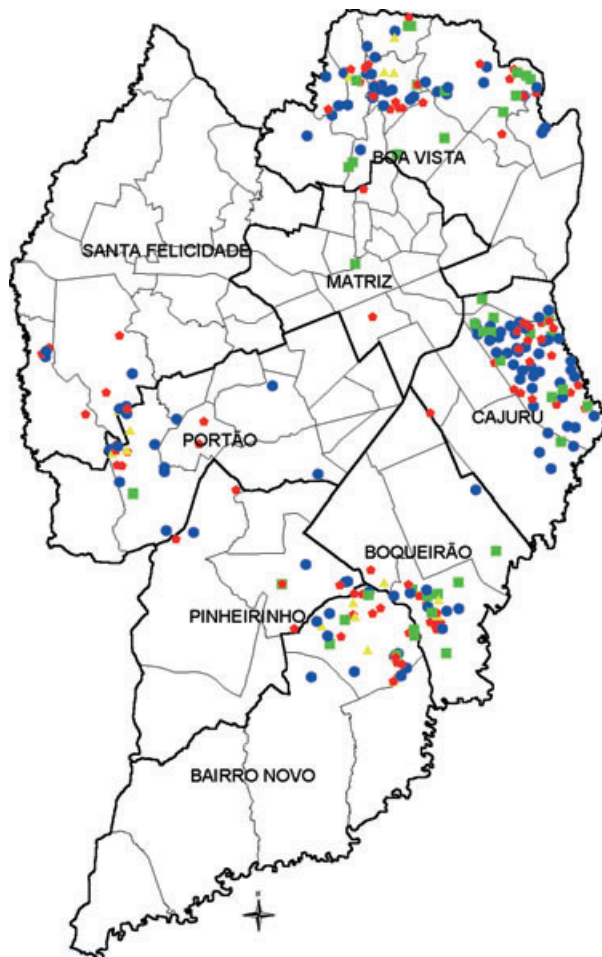 BOA VISTA
SANTA FELICIDADE
MATRIZ
CAJURU
PORTÃO
BOQUEIRÃO
PINHEIRINHO
BAIRRO NOVO